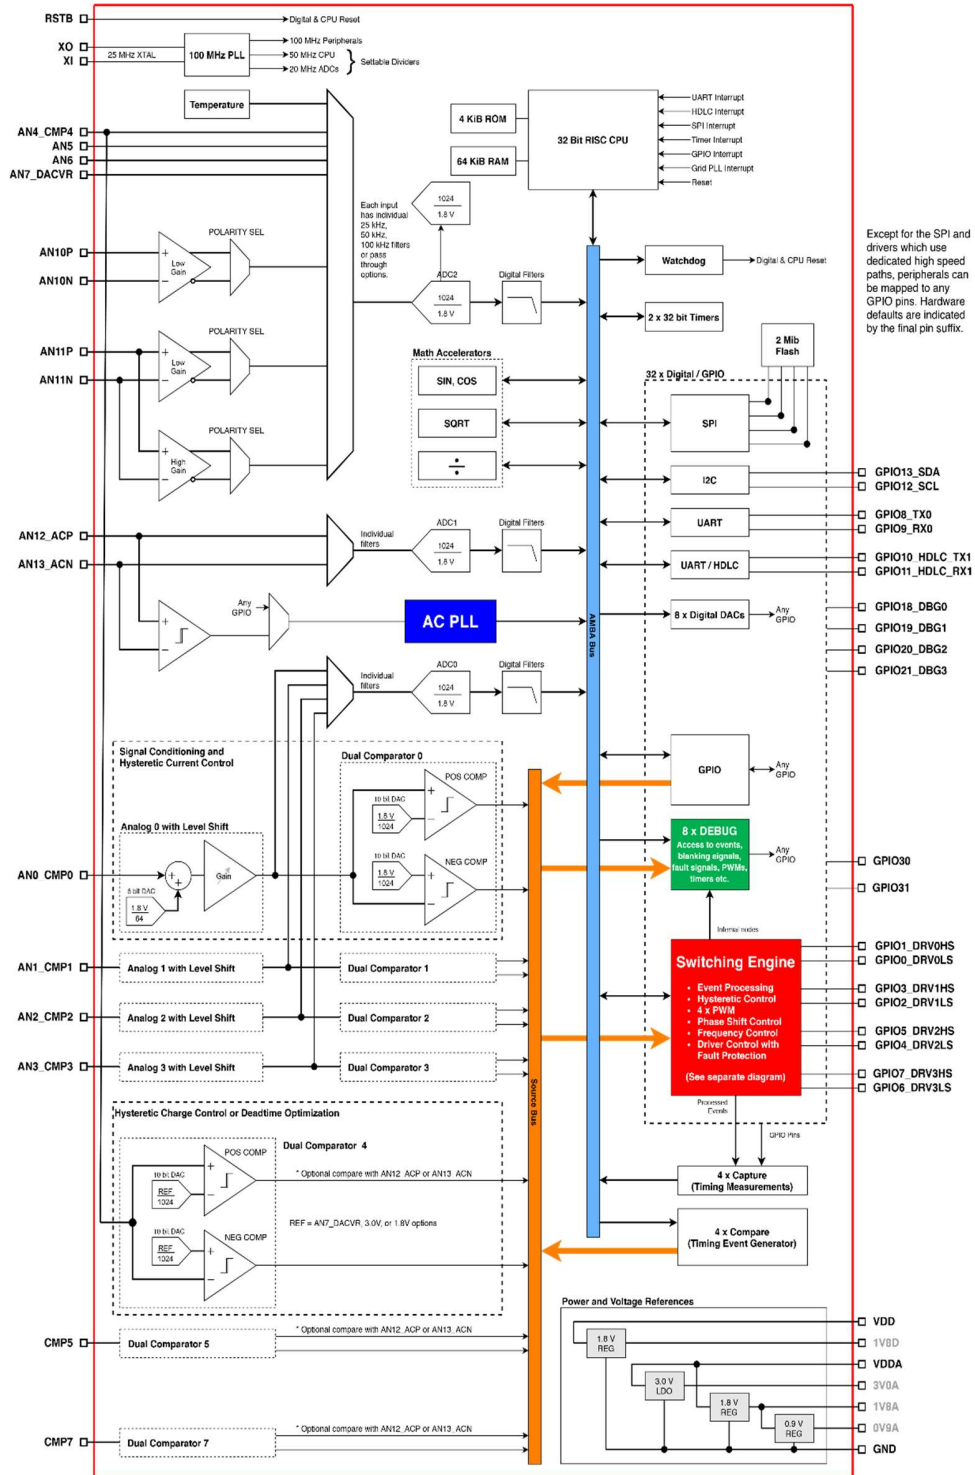 RSTB
Digital & CPU Reset
XO
XI
25 MHz XTAL
100 MHz PLL
100 MHz Peripherals
50 MHz CPU
20 MHz ADCs
Settable Dividers
Temperature
AN4_CMP4
AN5
AN6
AN7_DACVR
4 KiB ROM
64 KiB RAM
32 Bit RISC CPU
UART Interrupt
HDLC Interrupt
SPI Interrupt
Timer Interrupt
GPIO Interrupt
Grid PLL Interrupt
Reset
Each input
has individual
25 kHz,
50 kHz,
100 kHz filters
or pass
through
options.
1024
1.8 V
ADC2
1024
1.8 V
Digital Filters
AN10P
AN10N
Low
Gain
POLARITY SEL
AN11P
AN11N
Low
Gain
POLARITY SEL
High
Gain
POLARITY SEL
Watchdog
Digital & CPU Reset
2 x 32 bit Timers
Except for the SPI and
drivers which use
dedicated high speed
paths, peripherals can
be mapped to any
GPIO pins. Hardware
defaults are indicated
by the final pin suffix.
Math Accelerators
SIN, COS
SQRT
÷
2 Mib
Flash
32 x Digital / GPIO
SPI
I2C
GPIO13_SDA
GPIO12_SCL
UART
GPIO8_TX0
GPIO9_RX0
UART / HDLC
GPIO10_HDLC_TX1
GPIO11_HDLC_RX1
8 x Digital DACs
Any
GPIO
GPIO18_DBG0
GPIO19_DBG1
GPIO20_DBG2
GPIO21_DBG3
AN12_ACP
AN13_ACN
Individual
filters
ADC1
1024
1.8 V
Digital Filters
Any
GPIO
AC PLL
AMBA Bus
Individual
filters
ADC0
1024
1.8 V
Digital Filters
Signal Conditioning and
Hysteretic Current Control
Dual Comparator 0
10 bit DAC
1.8 V
1024
POS COMP
10 bit DAC
1.8 V
1024
NEG COMP
Analog 0 with Level Shift
AN0_CMP0
6 bit DAC
1.8 V
64
Gain
GPIO
Any
GPIO
8 x DEBUG
Access to events,
blanking signals,
fault signals, PWMs,
timers etc.
Any
GPIO
GPIO30
GPIO31
Internal nodes
AN1_CMP1
Analog 1 with Level Shift
Dual Comparator 1
AN2_CMP2
Analog 2 with Level Shift
Dual Comparator 2
AN3_CMP3
Analog 3 with Level Shift
Dual Comparator 3
Source Bus
Switching Engine
• Event Processing
• Hysteretic Control
• 4 x PWM
• Phase Shift Control
• Frequency Control
• Driver Control with
Fault Protection
(See separate diagram)
GPIO1_DRV0HS
GPIO0_DRV0LS
GPIO3_DRV1HS
GPIO2_DRV1LS
GPIO5_DRV2HS
GPIO4_DRV2LS
GPIO7_DRV3HS
GPIO6_DRV3LS
Processed
Events
GPIO Pins
4 x Capture
(Timing Measurements)
4 x Compare
(Timing Event Generator)
Hysteretic Charge Control or Deadtime Optimization
Dual Comparator 4
POS COMP
10 bit DAC
REF
1024
* Optional compare with AN12_ACP or AN13_ACN
REF = AN7_DACVR, 3.0V, or 1.8V options
10 bit DAC
REF
1024
NEG COMP
CMP5
Dual Comparator 5
* Optional compare with AN12_ACP or AN13_ACN
CMP7
Dual Comparator 7
* Optional compare with AN12_ACP or AN13_ACN
Power and Voltage References
1.8 V
REG
3.0 V
LDO
1.8 V
REG
0.9 V
REG
VDD
1V8D
VDDA
3V0A
1V8A
0V9A
GND